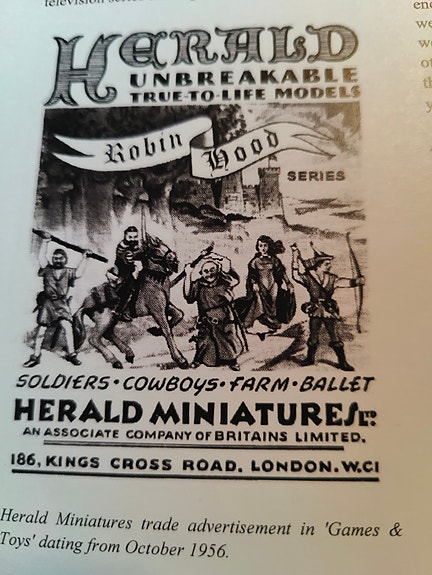 television series
HERALD
UNBREAKABLE
TRUE-TO-LIFE MODELS
Robin Hood
SERIES
SOLDIERS • COWBOYS • FARM • BALLET
HERALD MINIATURES LTD.
AN ASSOCIATE COMPANY OF BRITAINS LIMITED.
186, KINGS CROSS ROAD. LONDON. W.C1
Herald Miniatures trade advertisement in 'Games &
Toys' dating from October 1956.